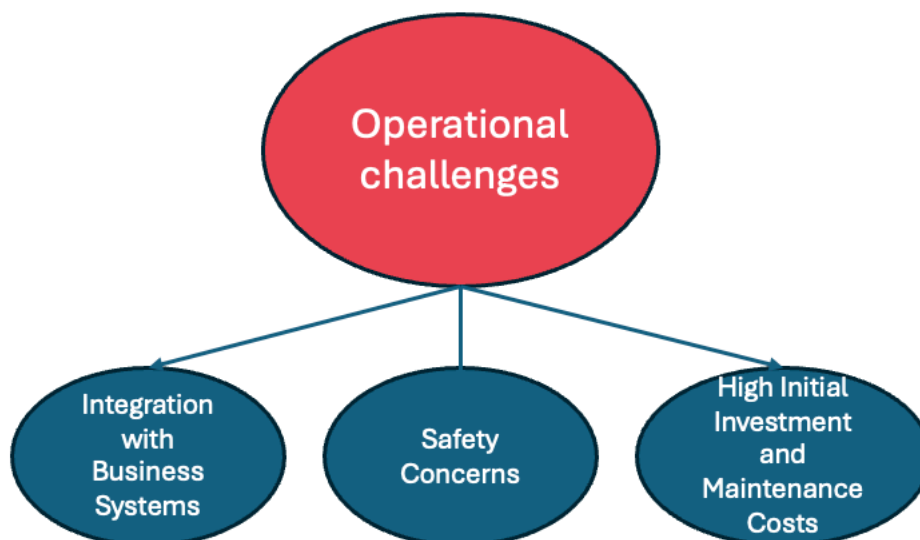 Operational
challenges
Integration
with
Business
Systems
Safety
Concerns
High Initial
Investment
and
Maintenance
Costs